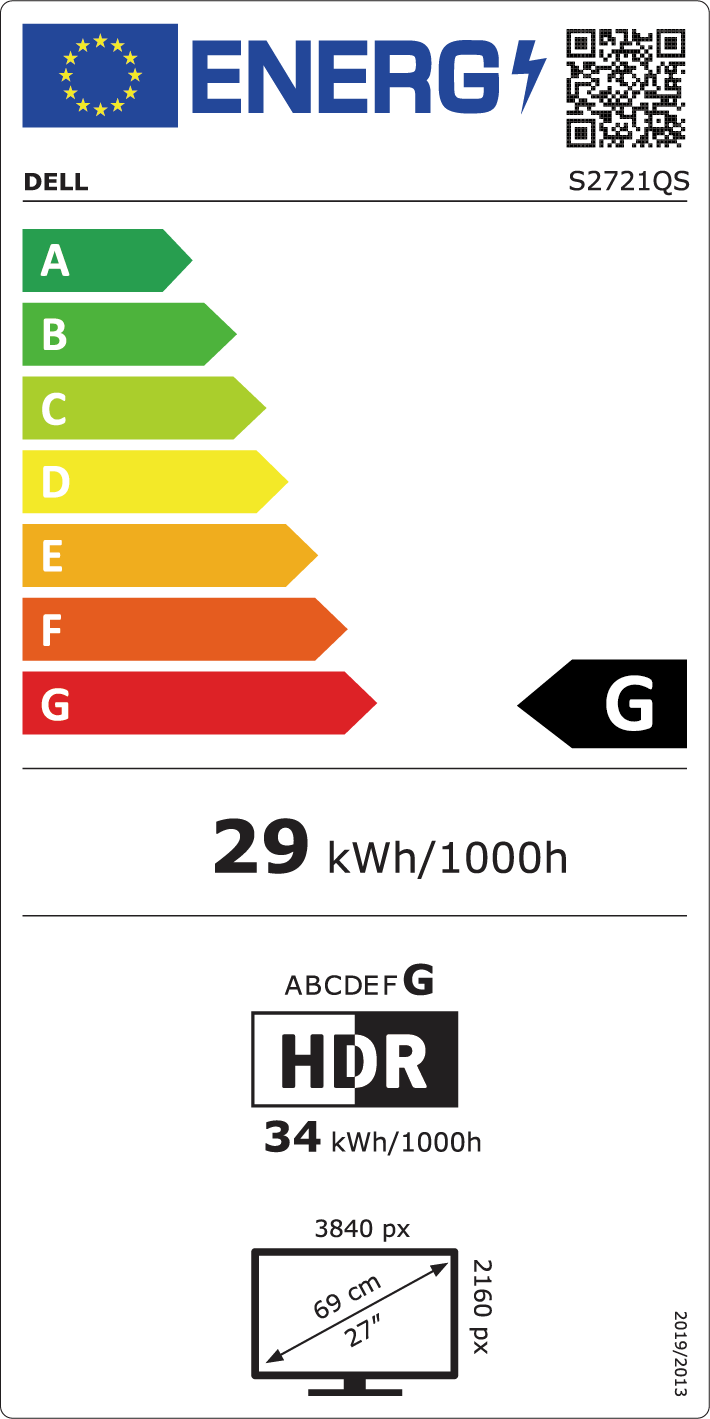 ENERG
DELL
S2721QS
A
B
C
D
E
F
G
G
29 kWh/1000h
ABCDEFG
HDR
34 kWh/1000h
3840 px
69 cm
27"
2160 px
2019/2013